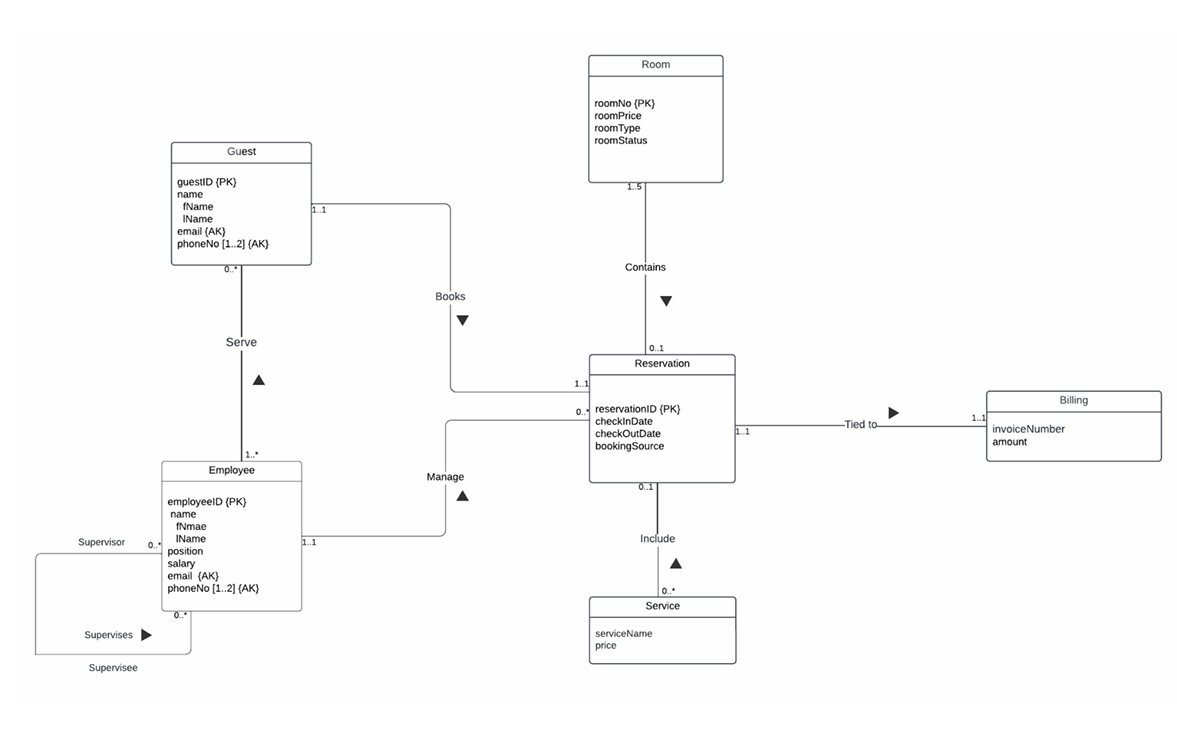 Room
roomNo {PK}
roomPrice
roomType
roomStatus
1..5
Contains
0..1
Guest
guestID {PK}
name
fName
lName
email {AK}
phoneNo [1..2] {AK}
1..1
0..*
Books
1..1
Serve
1..*
Reservation
reservationID {PK}
checkInDate
checkOutDate
bookingSource
0..*
1..1
Tied to
1..1
Billing
invoiceNumber
amount
Manage
1..1
Employee
employeeID {PK}
name
fNmae
lName
position
salary
email {AK}
phoneNo [1..2] {AK}
Supervisor
0..*
0..*
Supervises
Supervisee
0..1
Include
0..*
Service
serviceName
price